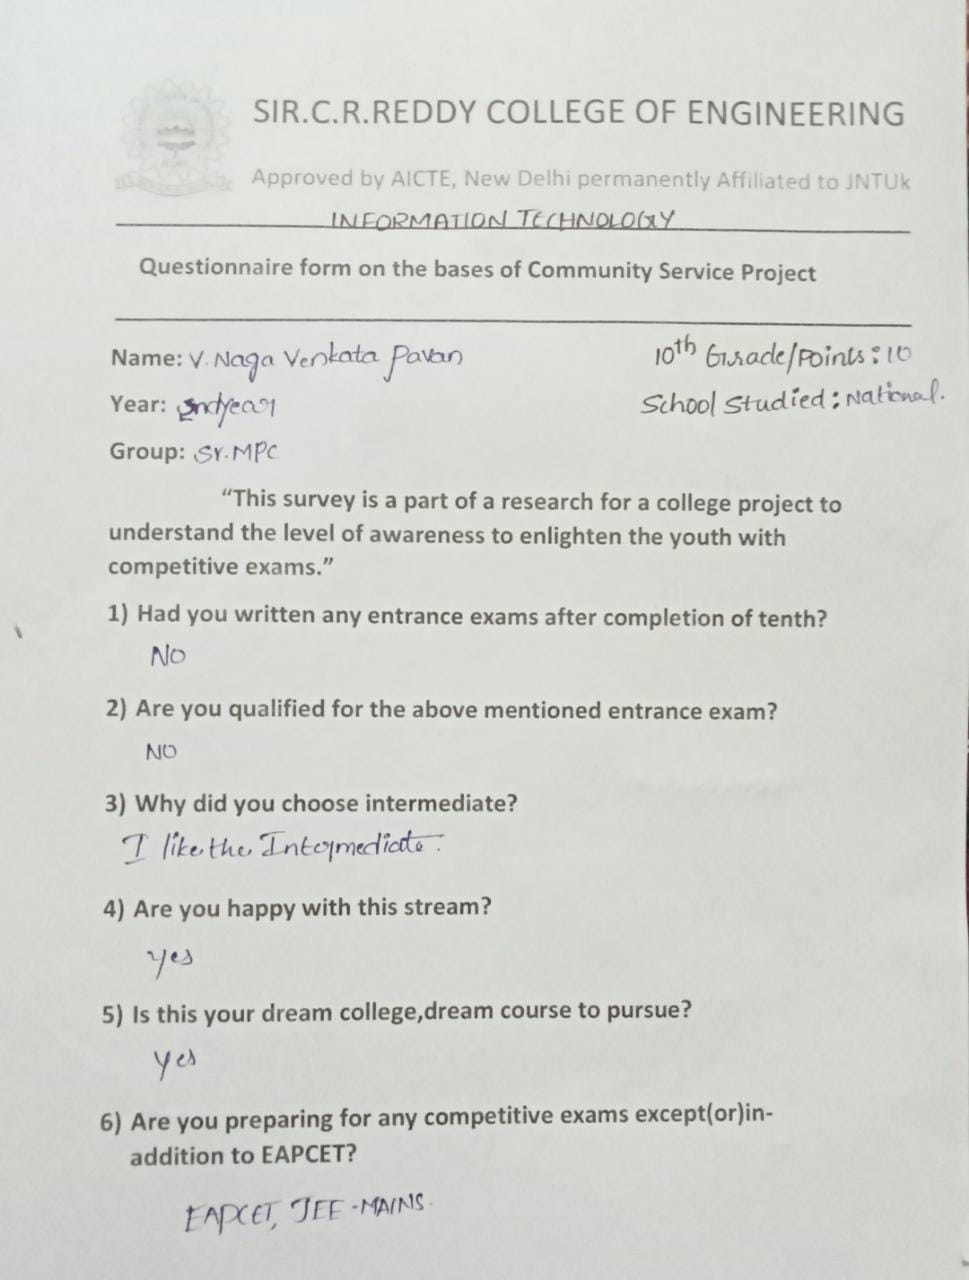 SIR.C.R.REDDY COLLEGE OF ENGINEERING
Approved by AICTE, New Delhi permanently Affiliated to JNTUk
INFORMATION TECHNOLOGY
Questionnaire form on the bases of Community Service Project
Name: V. Naga Venkata Pavan
10th Grade/Points: 10
Year: 2ndyear
School Studied: National.
Group: Sr. MPC
“This survey is a part of a research for a college project to
understand the level of awareness to enlighten the youth with
competitive exams.”
1) Had you written any entrance exams after completion of tenth?
NO
2) Are you qualified for the above mentioned entrance exam?
NO
3) Why did you choose intermediate?
I like the Intermediate.
4) Are you happy with this stream?
yes
5) Is this your dream college,dream course to pursue?
yes
6) Are you preparing for any competitive exams except(or)in-
addition to EAPCET?
EAPCET, JEE -MAINS.